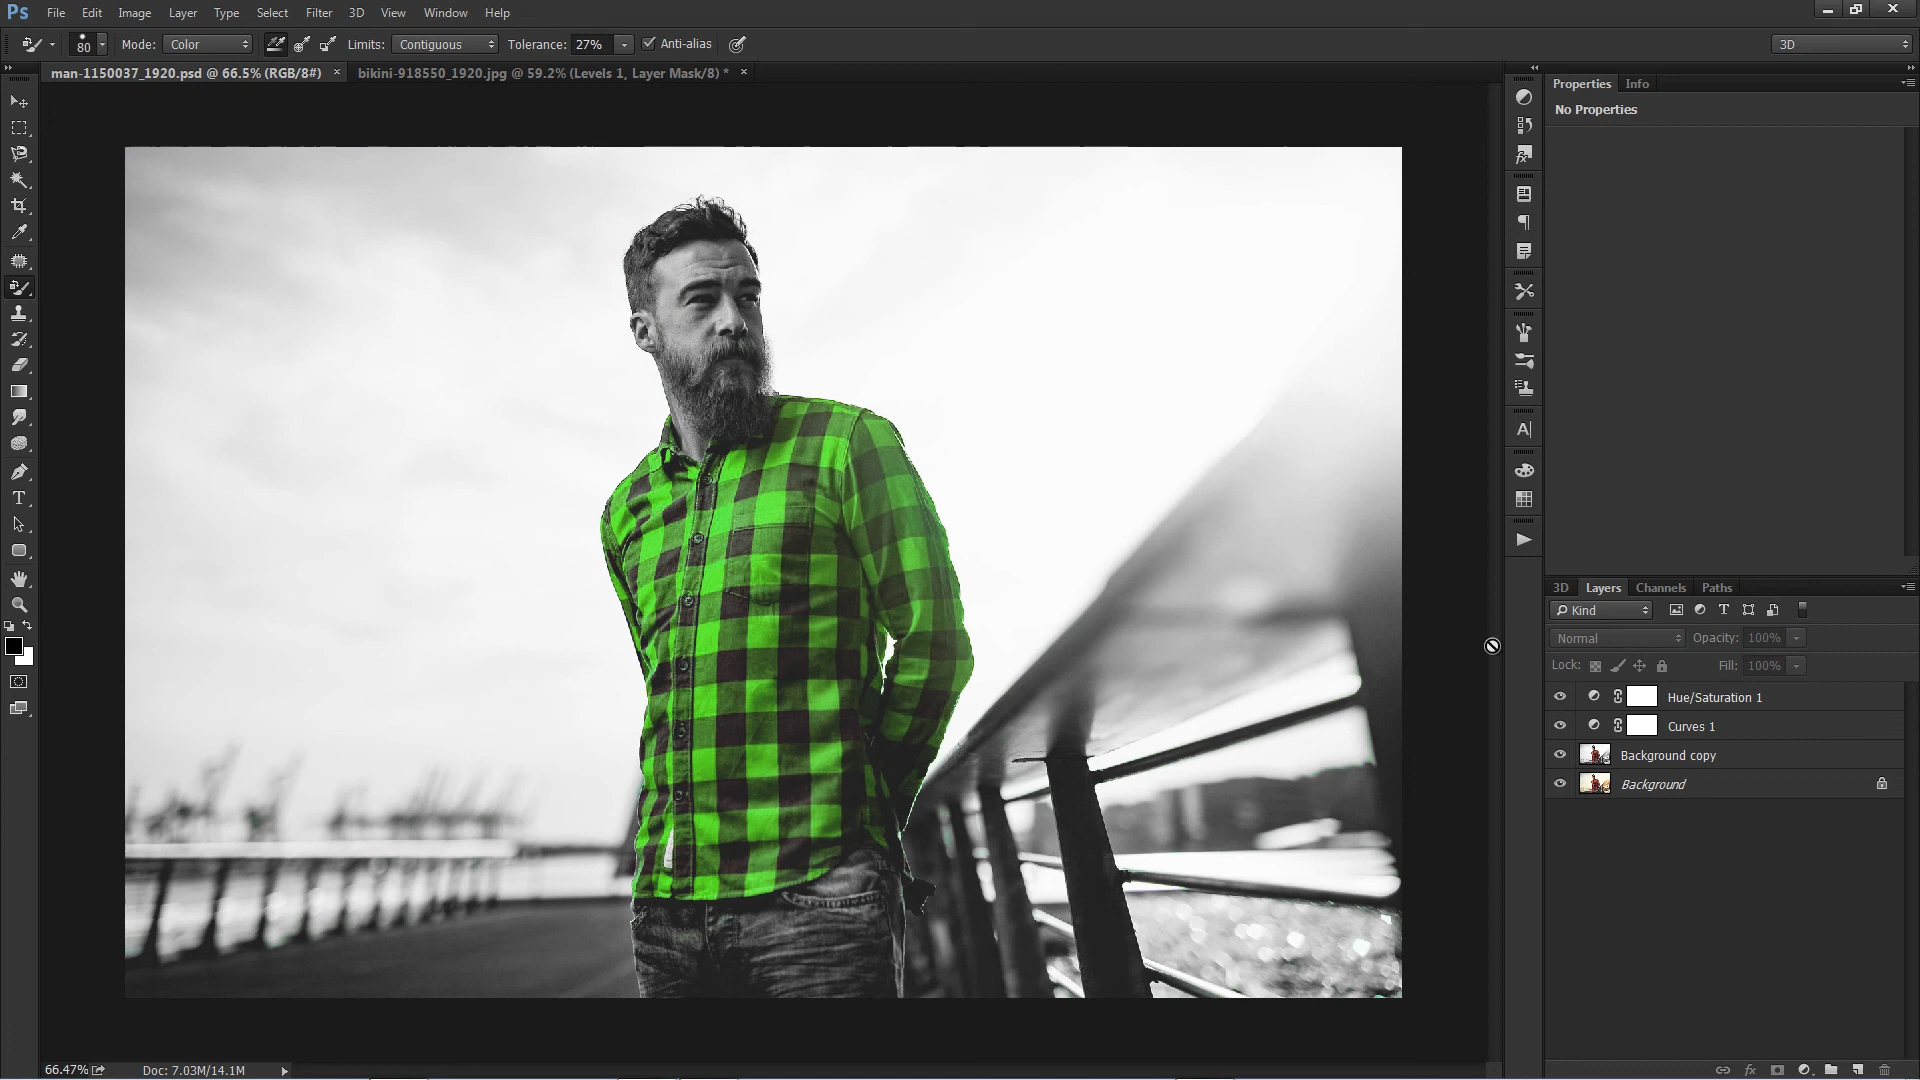 Ps File Edit Image Layer Type Select Filter 3D View Window Help
80 Mode: Color Limits: Contiguous Tolerance: 27% Anti-alias 3D
man-1150037_1920.psd @ 66.5% (RGB/8#) × bikini-918550_1920.jpg @ 59.2% (Levels 1, Layer Mask/8) * ×
Properties Info
No Properties
3D Layers Channels Paths
Kind
Normal Opacity: 100%
Lock: Fill: 100%
Hue/Saturation 1
Curves 1
Background copy
Background
66.47% Doc: 7.03M/14.1M